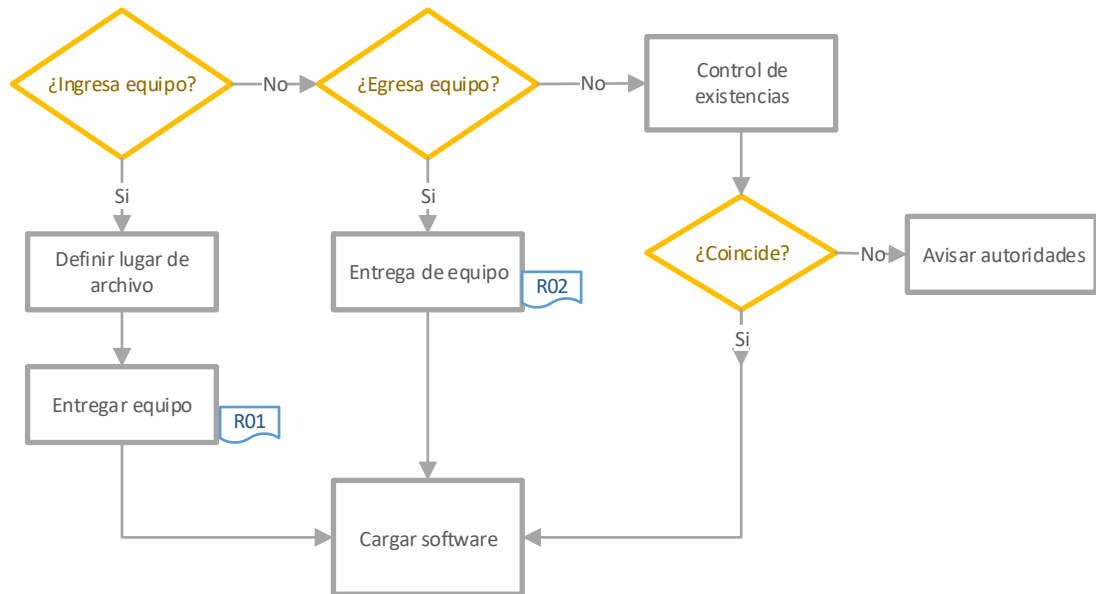 ¿Ingresa equipo?
No
¿Egresa equipo?
No
Control de
existencias
Si
Si
Definir lugar de
archivo
Entrega de equipo
R02
¿Coincide?
No
Avisar autoridades
Si
Entregar equipo
R01
Cargar software